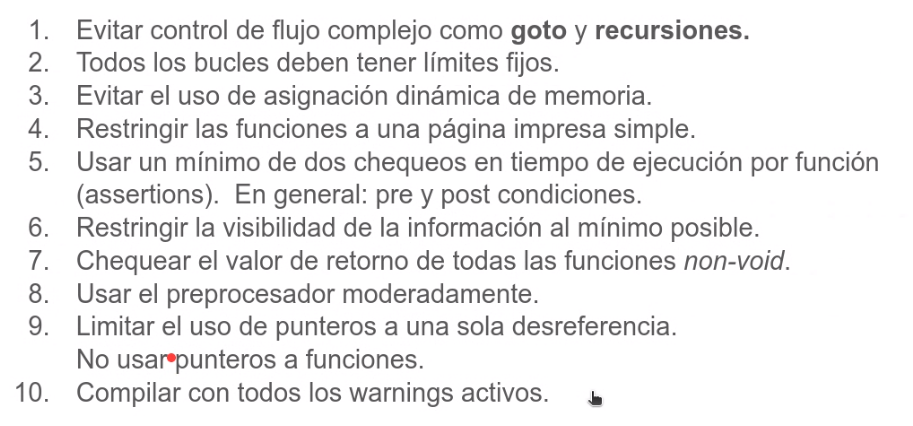 1. Evitar control de flujo complejo como goto y recursiones.
2. Todos los bucles deben tener límites fijos.
3. Evitar el uso de asignación dinámica de memoria.
4. Restringir las funciones a una página impresa simple.
5. Usar un mínimo de dos chequeos en tiempo de ejecución por función
(assertions). En general: pre y post condiciones.
6. Restringir la visibilidad de la información al mínimo posible.
7. Chequear el valor de retorno de todas las funciones non-void.
8. Usar el preprocesador moderadamente.
9. Limitar el uso de punteros a una sola desreferencia.
No usar punteros a funciones.
10. Compilar con todos los warnings activos.